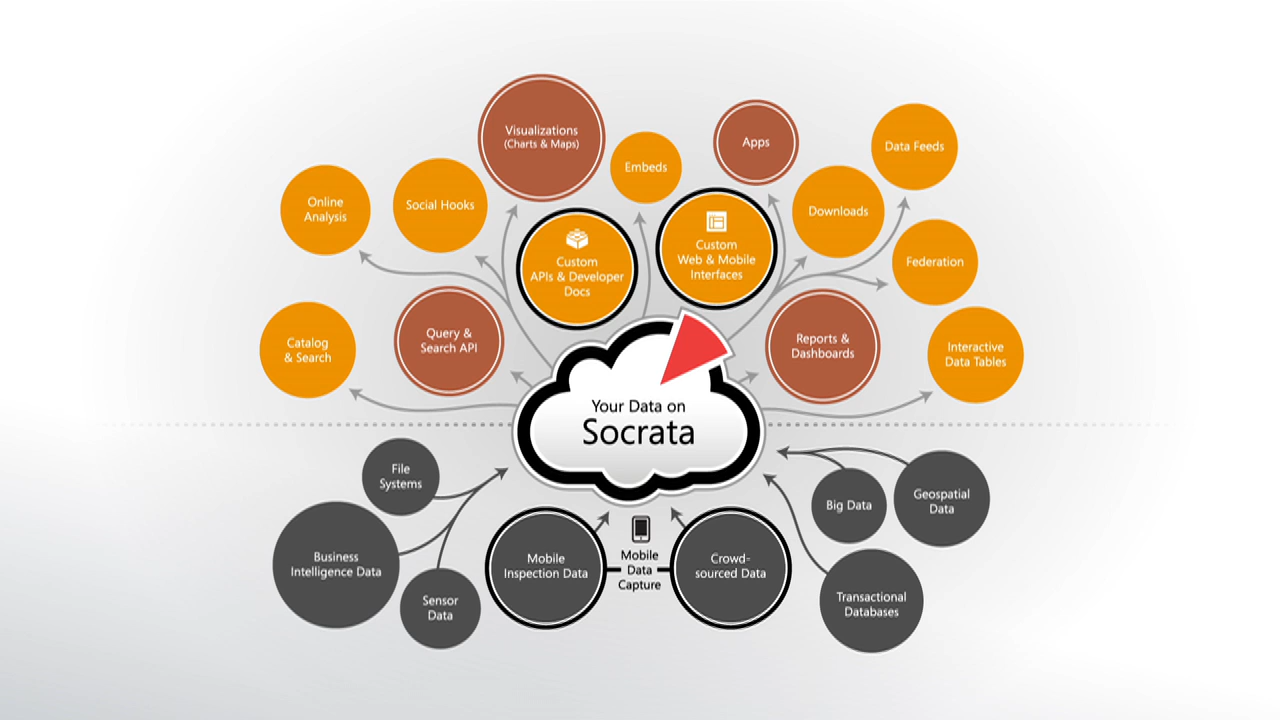 Visualizations
(Charts & Maps)
Embeds
Apps
Data Feeds
Online
Analysis
Social Hooks
Downloads
Custom
APIs & Developer
Docs
Custom
Web & Mobile
Interfaces
Federation
Catalog
& Search
Query &
Search API
Reports &
Dashboards
Interactive
Data Tables
Your Data on
Socrata
File
Systems
Big Data
Geospatial
Data
Business
Intelligence Data
Sensor
Data
Mobile
Inspection Data
Mobile
Data
Capture
Crowd-
sourced Data
Transactional
Databases